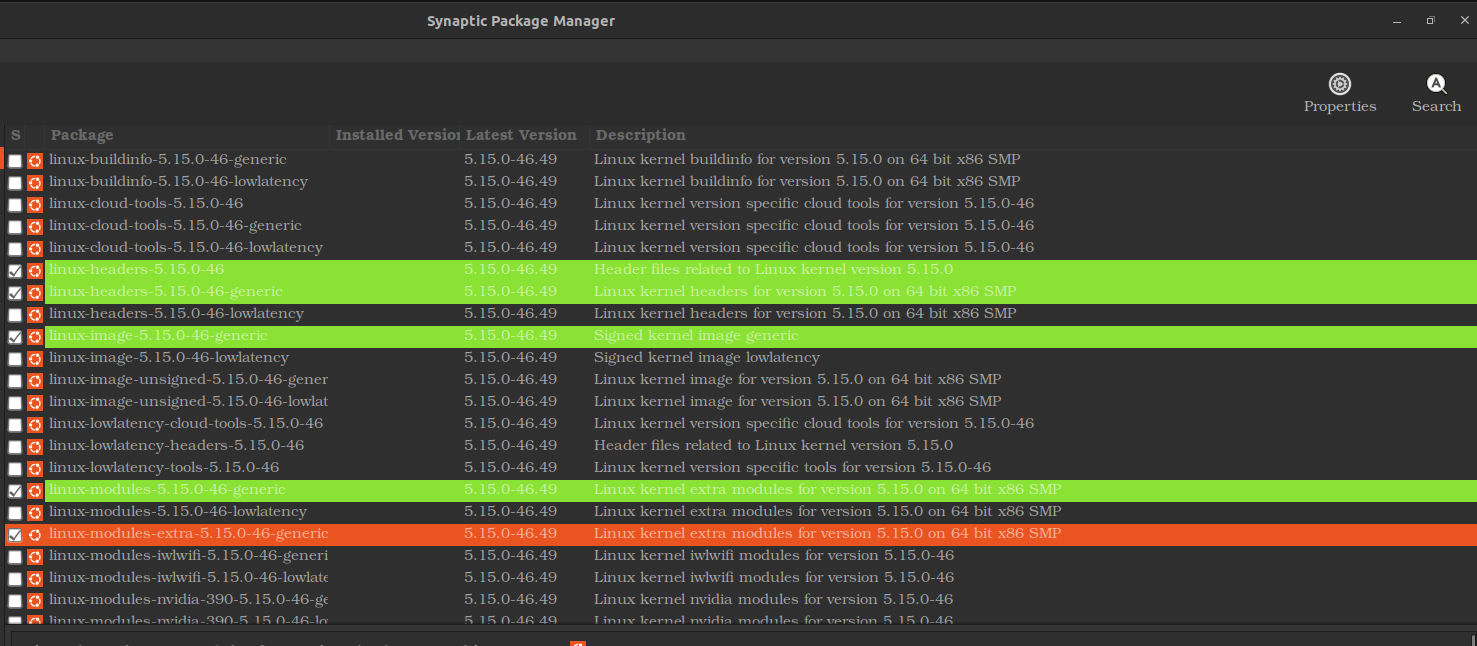 Synaptic Package Manager
Properties Search
S Package Installed Versio Latest Version Description
linux-buildinfo-5.15.0-46-generic 5.15.0-46.49 Linux kernel buildinfo for version 5.15.0 on 64 bit x86 SMP
linux-buildinfo-5.15.0-46-lowlatency 5.15.0-46.49 Linux kernel buildinfo for version 5.15.0 on 64 bit x86 SMP
linux-cloud-tools-5.15.0-46 5.15.0-46.49 Linux kernel version specific cloud tools for version 5.15.0-46
linux-cloud-tools-5.15.0-46-generic 5.15.0-46.49 Linux kernel version specific cloud tools for version 5.15.0-46
linux-cloud-tools-5.15.0-46-lowlatency 5.15.0-46.49 Linux kernel version specific cloud tools for version 5.15.0-46
linux-headers-5.15.0-46 5.15.0-46.49 Header files related to Linux kernel version 5.15.0
linux-headers-5.15.0-46-generic 5.15.0-46.49 Linux kernel headers for version 5.15.0 on 64 bit x86 SMP
linux-headers-5.15.0-46-lowlatency 5.15.0-46.49 Linux kernel headers for version 5.15.0 on 64 bit x86 SMP
linux-image-5.15.0-46-generic 5.15.0-46.49 Signed kernel image generic
linux-image-5.15.0-46-lowlatency 5.15.0-46.49 Signed kernel image lowlatency
linux-image-unsigned-5.15.0-46-gener 5.15.0-46.49 Linux kernel image for version 5.15.0 on 64 bit x86 SMP
linux-image-unsigned-5.15.0-46-lowlat 5.15.0-46.49 Linux kernel image for version 5.15.0 on 64 bit x86 SMP
linux-lowlatency-cloud-tools-5.15.0-46 5.15.0-46.49 Linux kernel version specific cloud tools for version 5.15.0-46
linux-lowlatency-headers-5.15.0-46 5.15.0-46.49 Header files related to Linux kernel version 5.15.0
linux-lowlatency-tools-5.15.0-46 5.15.0-46.49 Linux kernel version specific tools for version 5.15.0-46
linux-modules-5.15.0-46-generic 5.15.0-46.49 Linux kernel extra modules for version 5.15.0 on 64 bit x86 SMP
linux-modules-5.15.0-46-lowlatency 5.15.0-46.49 Linux kernel extra modules for version 5.15.0 on 64 bit x86 SMP
linux-modules-extra-5.15.0-46-generic 5.15.0-46.49 Linux kernel extra modules for version 5.15.0 on 64 bit x86 SMP
linux-modules-iwlwifi-5.15.0-46-generi 5.15.0-46.49 Linux kernel iwlwifi modules for version 5.15.0-46
linux-modules-iwlwifi-5.15.0-46-lowlate 5.15.0-46.49 Linux kernel iwlwifi modules for version 5.15.0-46
linux-modules-nvidia-390-5.15.0-46-ge 5.15.0-46.49 Linux kernel nvidia modules for version 5.15.0-46
linux-modules-nvidia-390-5.15.0-46-lo 5.15.0-46.49 Linux kernel nvidia modules for version 5.15.0-46